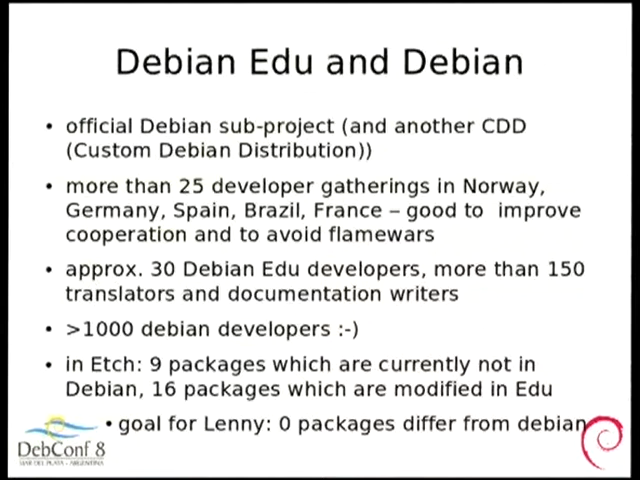 Debian Edu and Debian
• official Debian sub-project (and another CDD
(Custom Debian Distribution))
• more than 25 developer gatherings in Norway,
Germany, Spain, Brazil, France – good to improve
cooperation and to avoid flamewars
• approx. 30 Debian Edu developers, more than 150
translators and documentation writers
• >1000 debian developers :-)
• in Etch: 9 packages which are currently not in
Debian, 16 packages which are modified in Edu
• goal for Lenny: 0 packages differ from debian
DebConf 8
MAR DEL PLATA - ARGENTINA